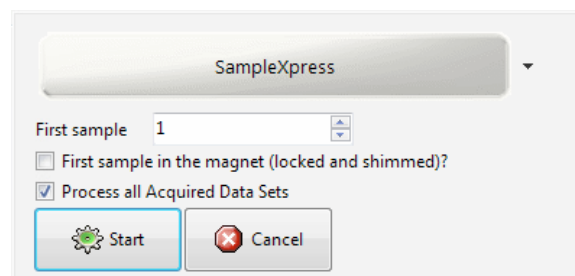 SampleXpress
First sample 1
First sample in the magnet (locked and shimmed)?
Process all Acquired Data Sets
Start Cancel